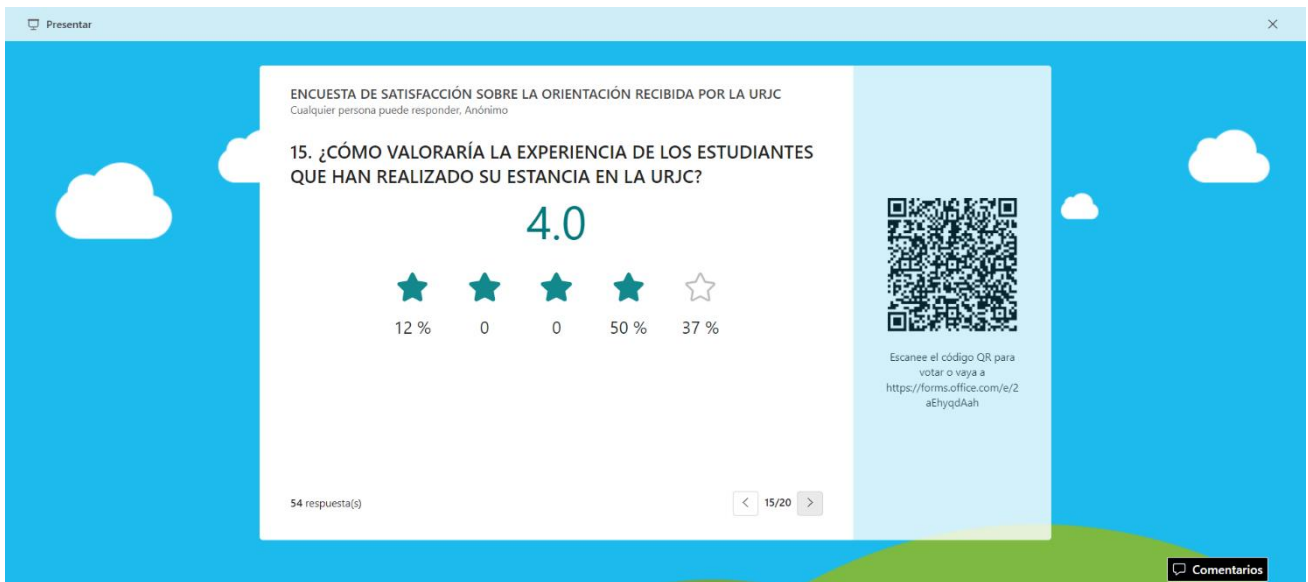 Presentar
ENCUESTA DE SATISFACCIÓN SOBRE LA ORIENTACIÓN RECIBIDA POR LA URJC
Cualquier persona puede responder, Anónimo
15. ¿CÓMO VALORARÍA LA EXPERIENCIA DE LOS ESTUDIANTES
QUE HAN REALIZADO SU ESTANCIA EN LA URJC?
4.0
12 % 0 0 50 % 37 %
Escanee el código QR para
votar o vaya a
https://forms.office.com/e/2
aEhyqdAah
54 respuesta(s)
15/20
Comentarios